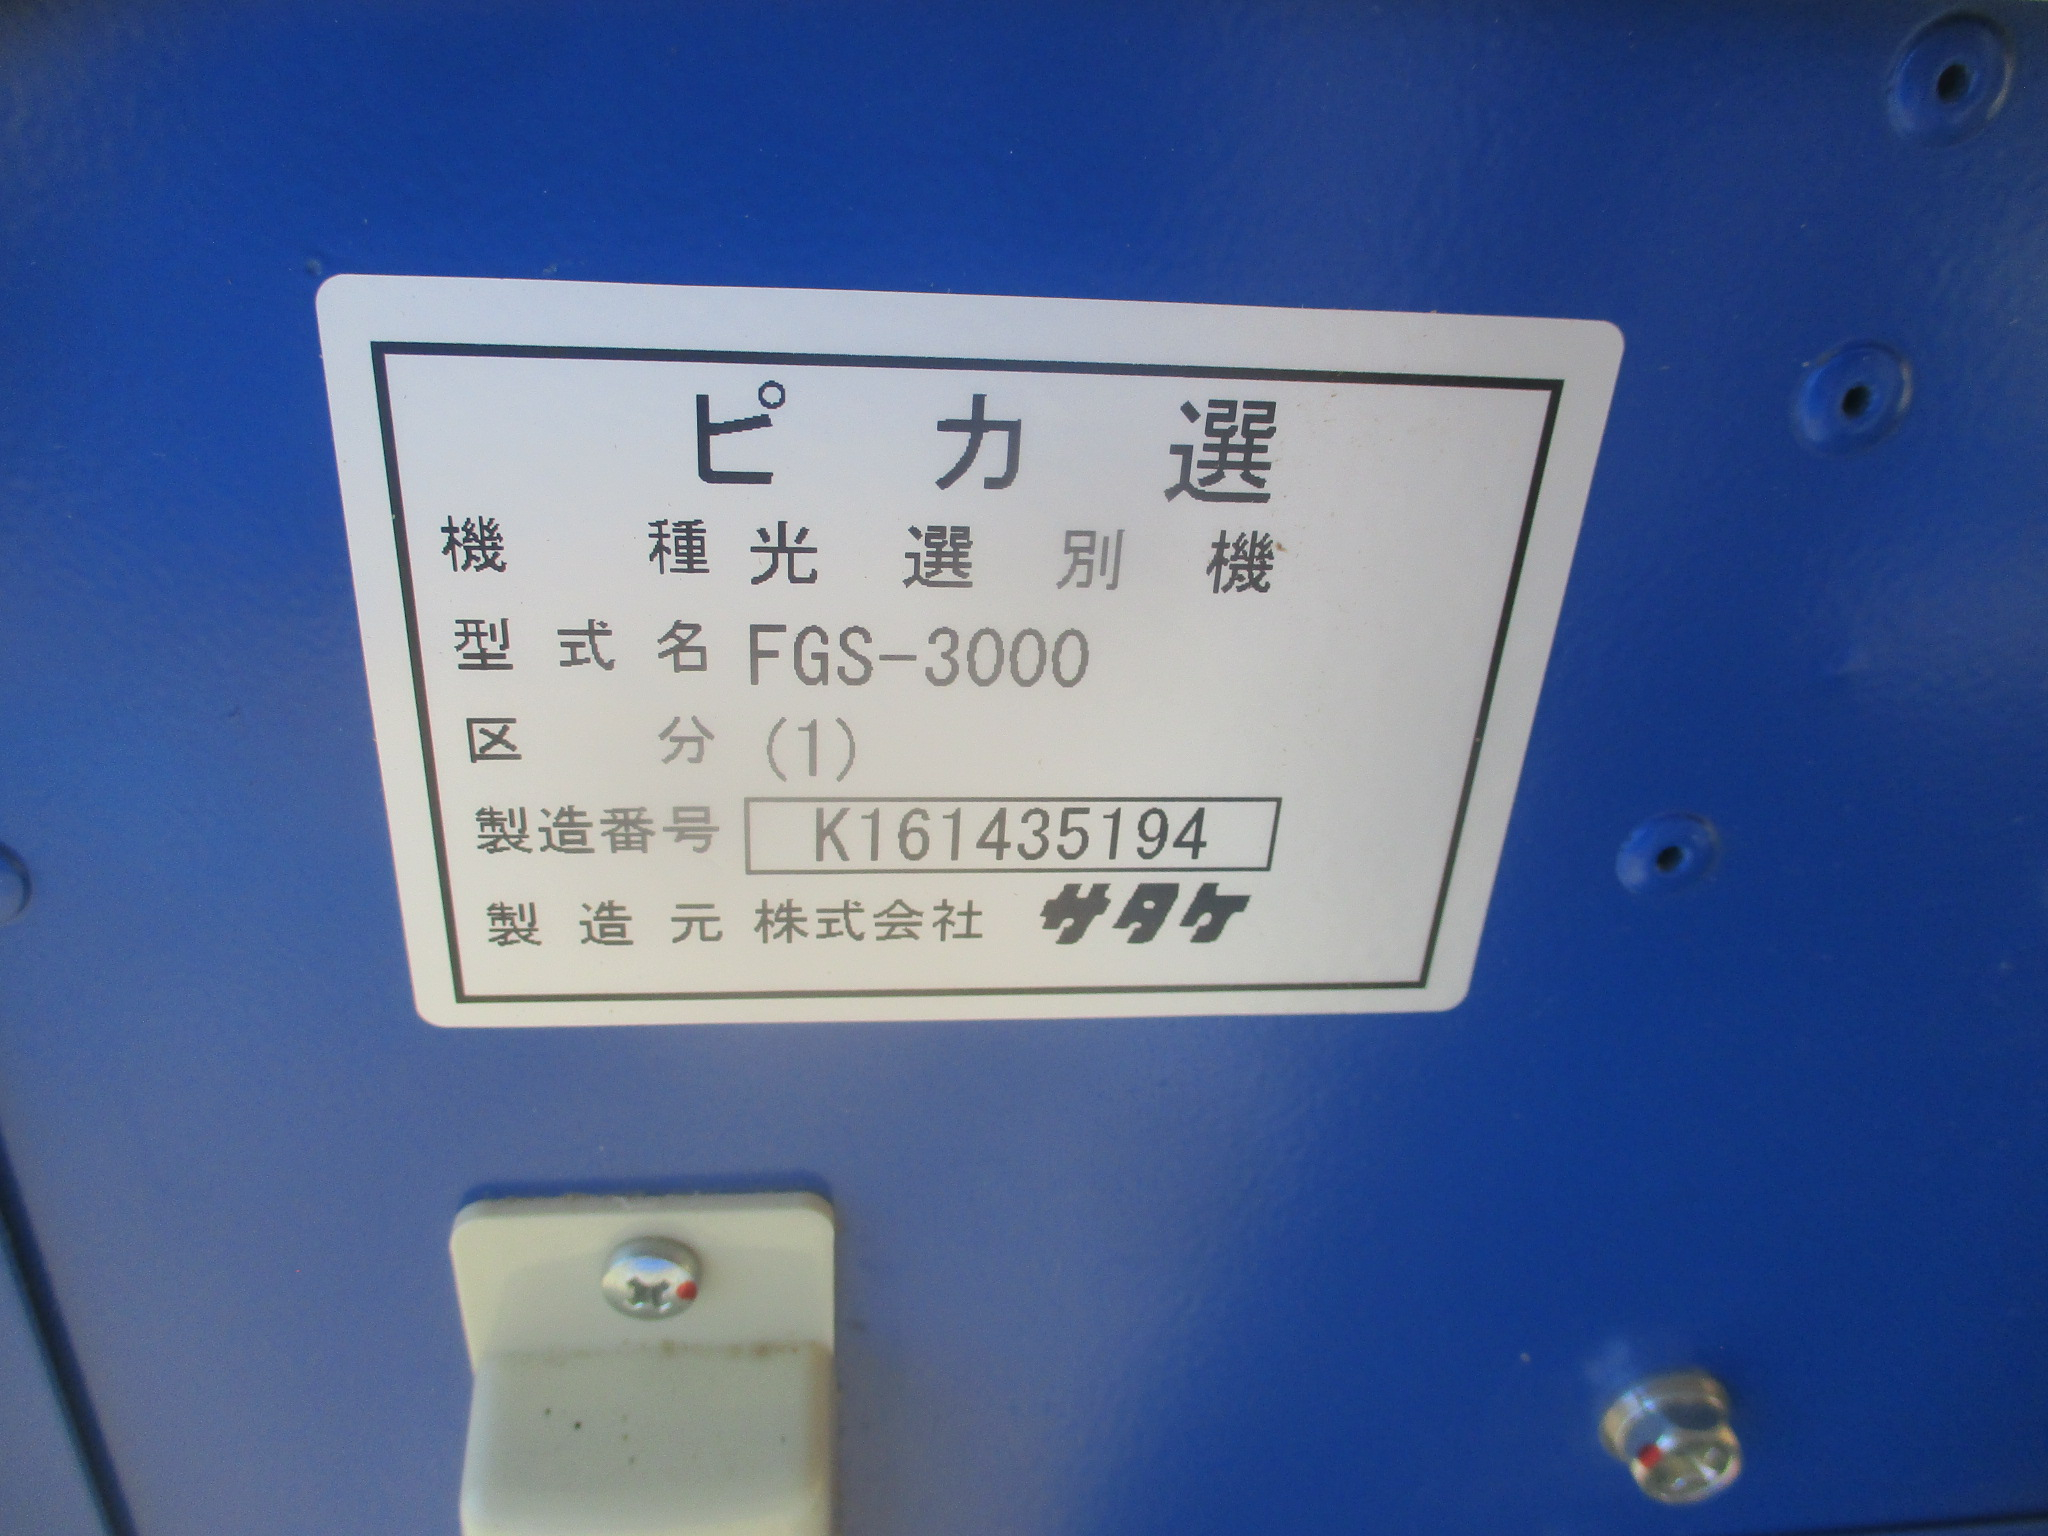 ピカ選
機種 光選別機
型式名 FGS-3000
区分 (1)
製造番号 K161435194
製造元 株式会社 サタケ